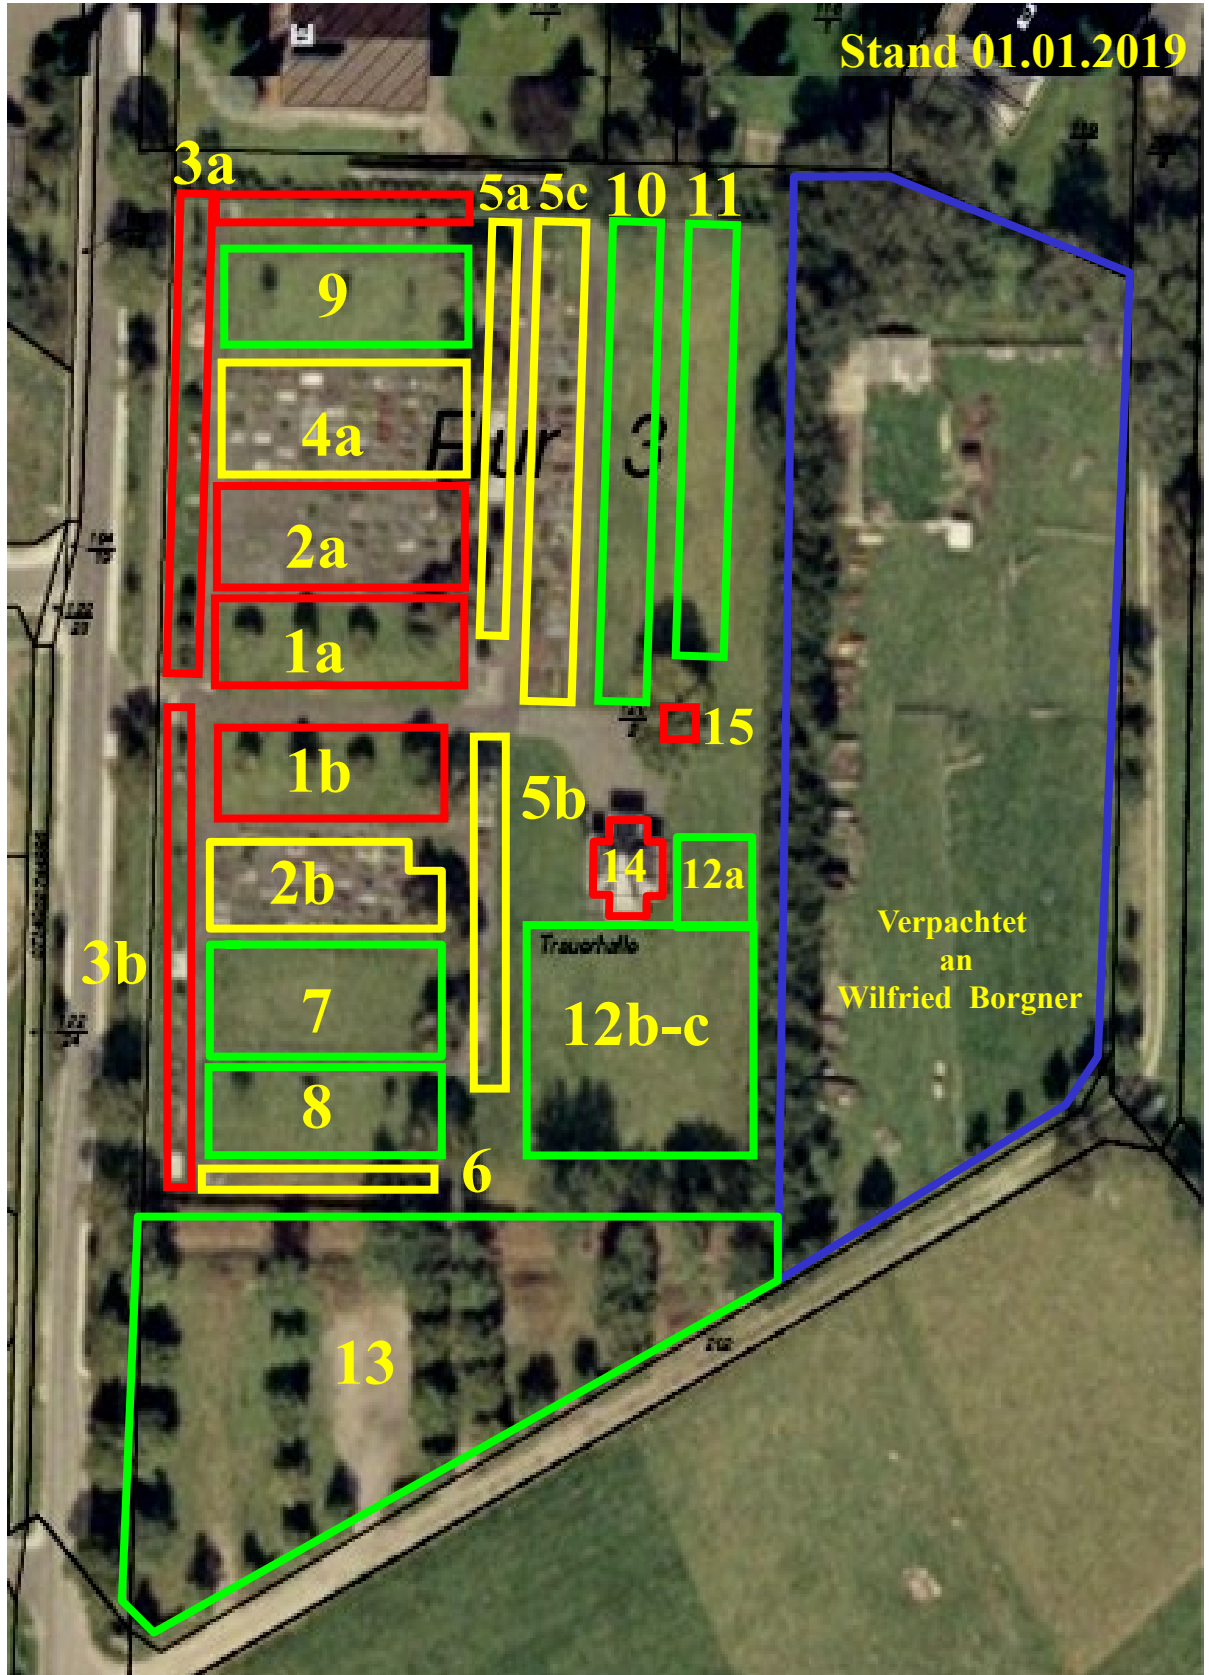 Stand 01.01.2019
3a
5a
5c
10
11
9
4a
Flur 3
2a
1a
15
1b
5b
14
12a
2b
Verpachtet
an
Wilfried Borgner
Trauerhalle
3b
7
12b-c
8
6
13
202